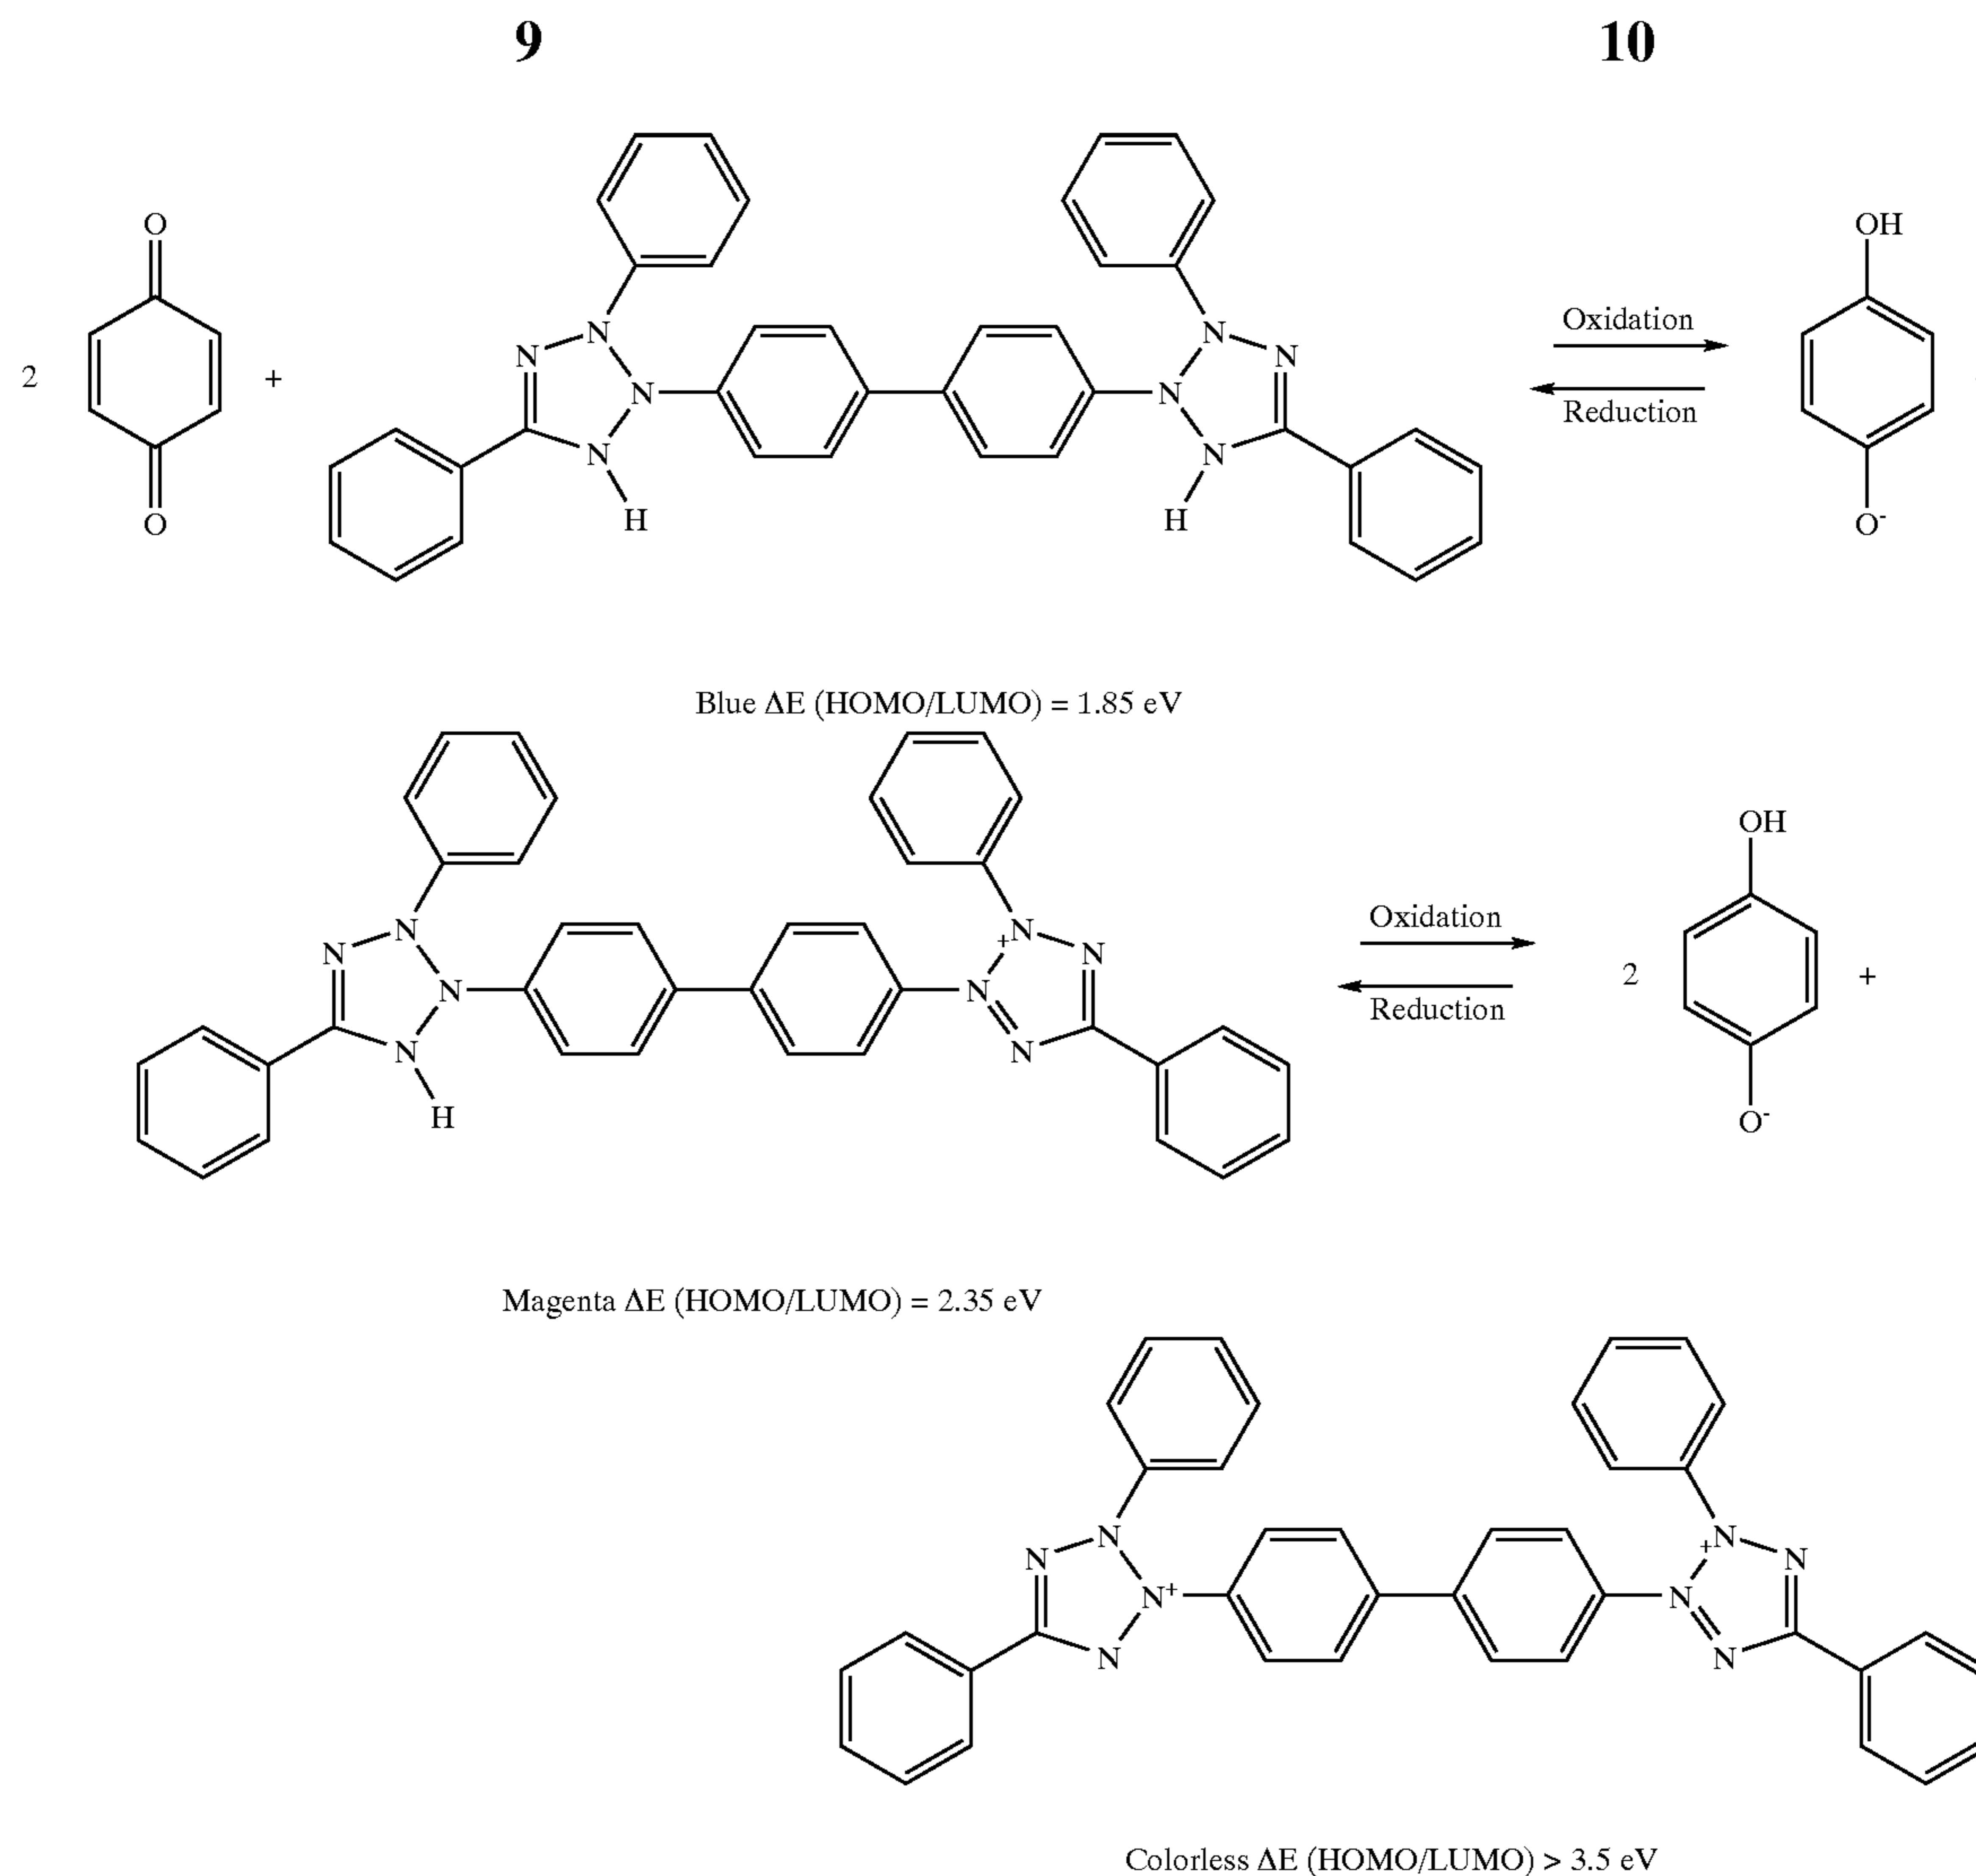 9 10
O OH
N N N N
2 + N N Oxidation
Reduction
N N
O H H O-
Blue ΔE (HOMO/LUMO) = 1.85 eV
OH
N N +N N Oxidation
N N 2 +
Reduction
N N
H O-
Magenta ΔE (HOMO/LUMO) = 2.35 eV
N N +N N
N+ N
N N
Colorless ΔE (HOMO/LUMO) > 3.5 eV